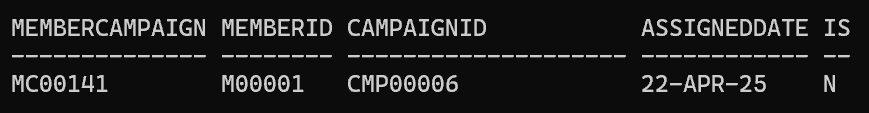 MEMBERCAMPAIGN MEMBERID CAMPAIGNID           ASSIGNEDDATE IS
-------------- -------- -------------------- ------------ --
MC00141        M00001   CMP00006             22-APR-25    N